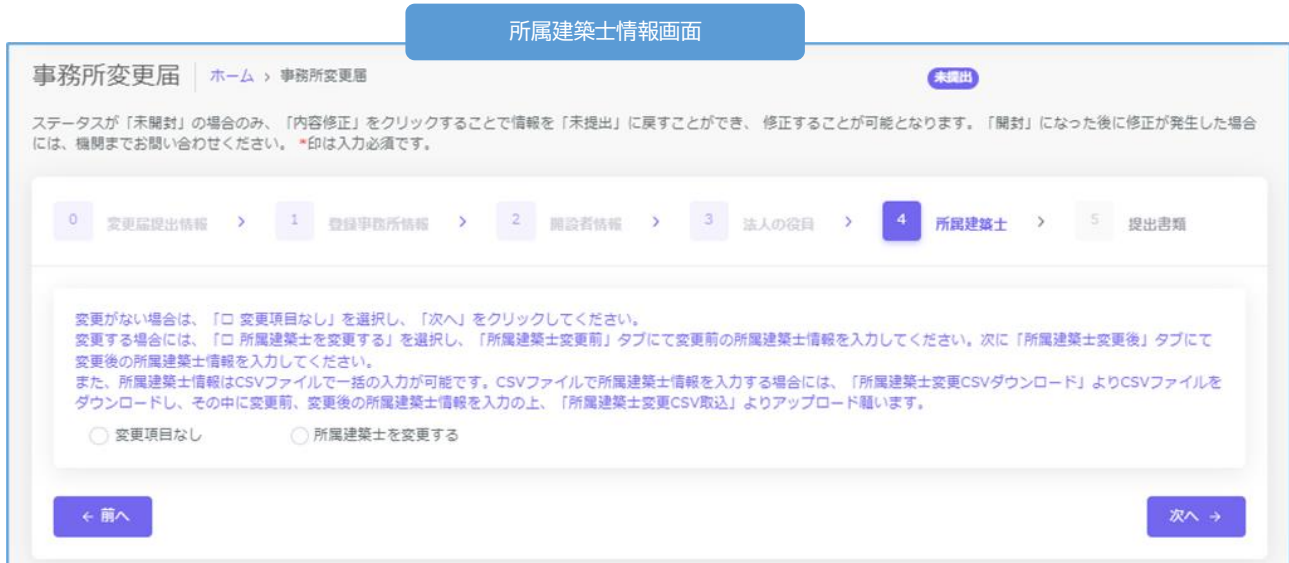 所属建築士情報画面
事務所変更届 ホーム > 事務所変更届 未提出
ステータスが「未開封」の場合のみ、「内容修正」をクリックすることで情報を「未提出」に戻すことができ、 修正することが可能となります。「開封」になった後に修正が発生した場合
には、機関までお問い合わせください。 *印は入力必須です。
0 変更届提出情報 > 1 登録事務所情報 > 2 開設者情報 > 3 法人の役員 > 4 所属建築士 > 5 提出書類
変更がない場合は、「□ 変更項目なし」を選択し、「次へ」をクリックしてください。
変更する場合には、「□ 所属建築士を変更する」を選択し、「所属建築士変更前」タブにて変更前の所属建築士情報を入力してください。次に「所属建築士変更後」タブにて
変更後の所属建築士情報を入力してください。
また、所属建築士情報はCSVファイルで一括の入力が可能です。CSVファイルで所属建築士情報を入力する場合には、「所属建築士変更CSVダウンロード」よりCSVファイルを
ダウンロードし、その中に変更前、変更後の所属建築士情報を入力の上、「所属建築士変更CSV取込」よりアップロード願います。
変更項目なし 所属建築士を変更する
← 前へ 次へ →